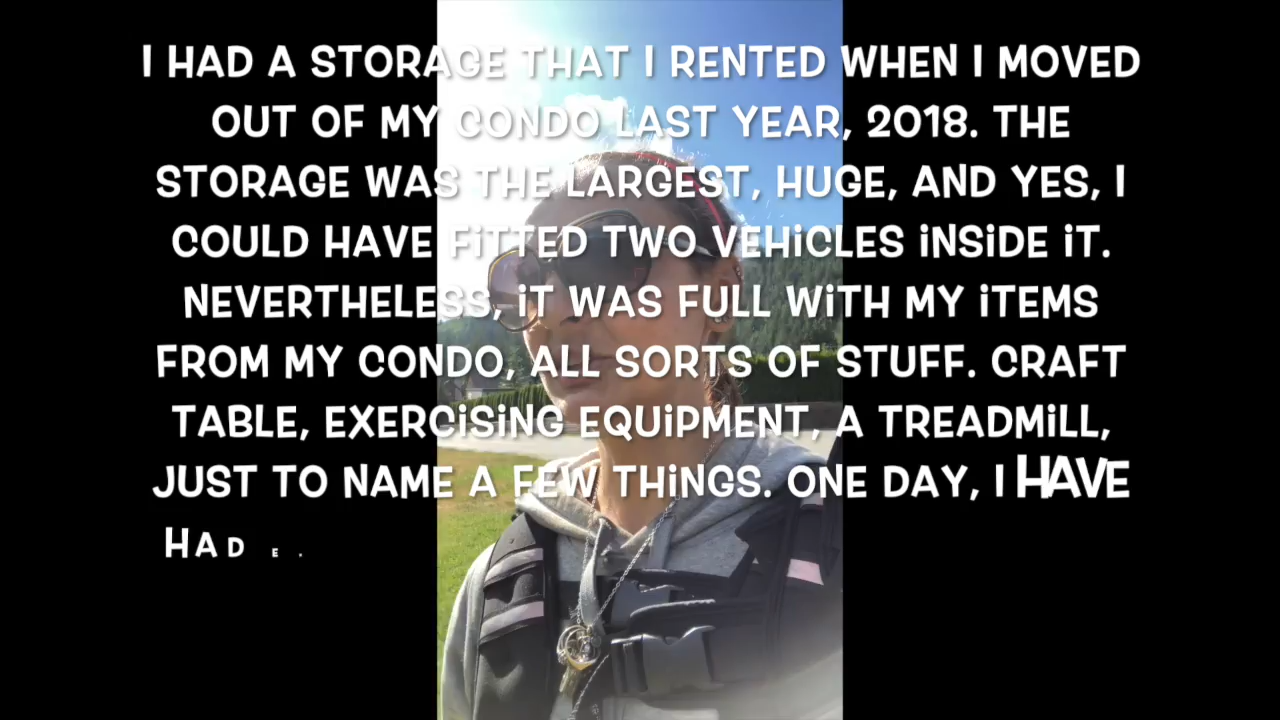 I HAD A STORAGE THAT I RENTED WHEN I MOVED
OUT OF MY CONDO LAST YEAR, 2018. THE
STORAGE WAS THE LARGEST, HUGE, AND YES, I
COULD HAVE FiTTED TWO VEHiCLES iNSiDE iT.
NEVERTHELESS, iT WAS FULL WiTH MY iTEMS
FROM MY CONDO, ALL SORTS OF STUFF. CRAFT
TABLE, EXERCiSiNG EQUiPMENT, A TREADMiLL,
JUST TO NAME A FEW THiNGS. ONE DAY, I HAVE
HAD E .